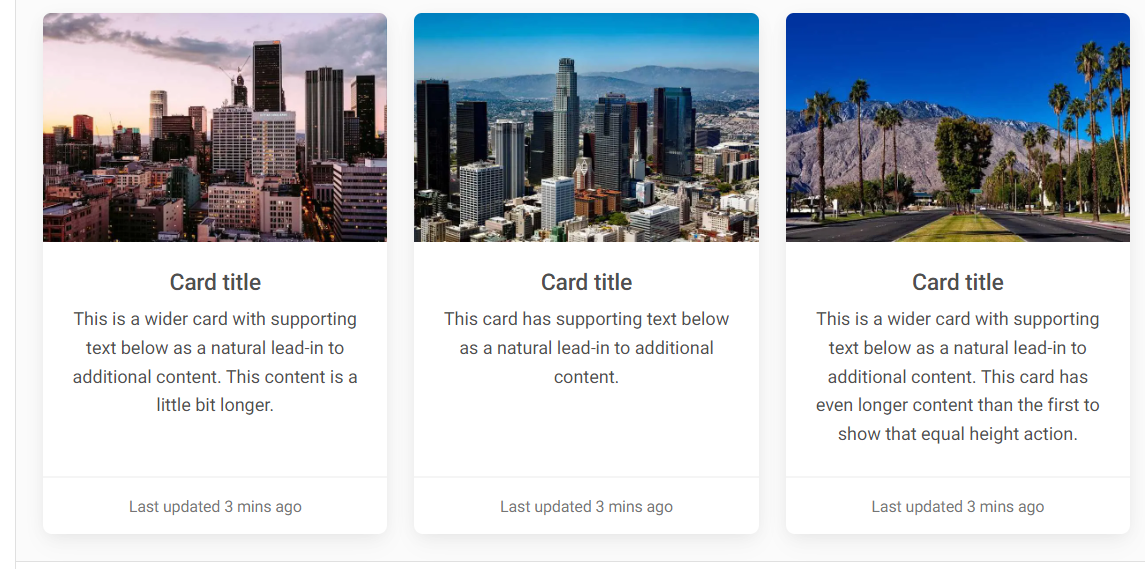 Card title
This is a wider card with supporting
text below as a natural lead-in to
additional content. This content is a
little bit longer.
Last updated 3 mins ago
Card title
This card has supporting text below
as a natural lead-in to additional
content.
Last updated 3 mins ago
Card title
This is a wider card with supporting
text below as a natural lead-in to
additional content. This card has
even longer content than the first to
show that equal height action.
Last updated 3 mins ago